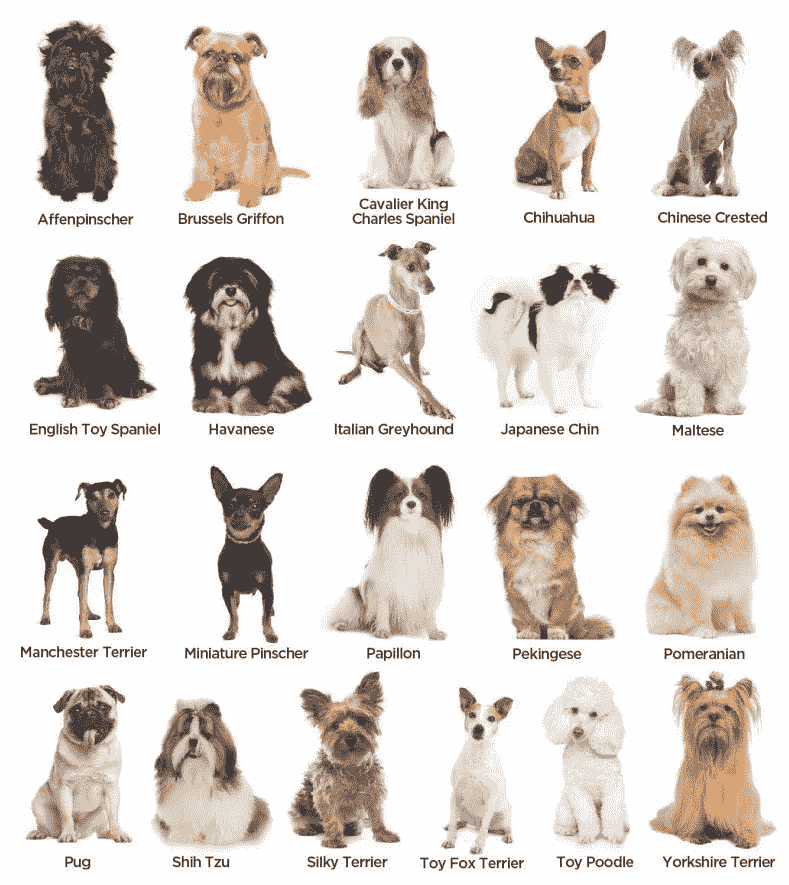 Affenpinscher
Brussels Griffon
Cavalier King
Charles Spaniel
Chihuahua
Chinese Crested
English Toy Spaniel
Havanese
Italian Greyhound
Japanese Chin
Maltese
Manchester Terrier
Miniature Pinscher
Papillon
Pekingese
Pomeranian
Pug
Shih Tzu
Silky Terrier
Toy Fox Terrier
Toy Poodle
Yorkshire Terrier